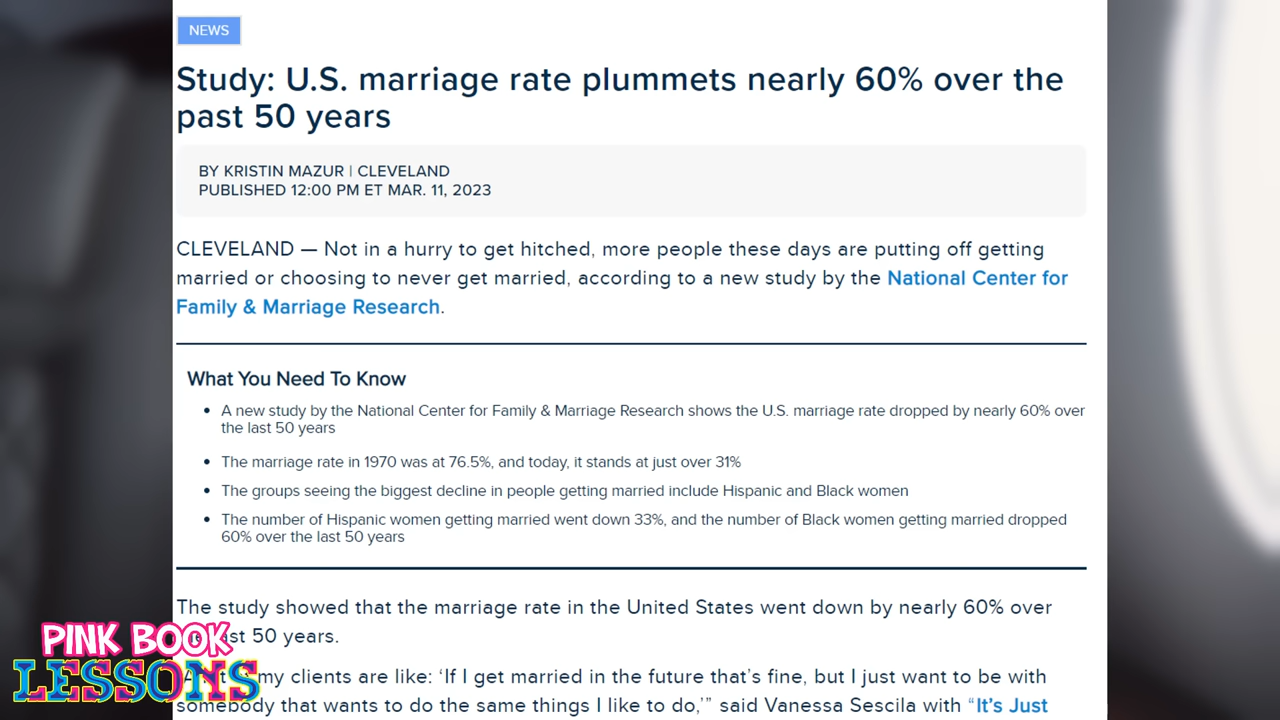 NEWS
Study: U.S. marriage rate plummets nearly 60% over the
past 50 years
BY KRISTIN MAZUR | CLEVELAND
PUBLISHED 12:00 PM ET MAR. 11, 2023
CLEVELAND — Not in a hurry to get hitched, more people these days are putting off getting
married or choosing to never get married, according to a new study by the National Center for
Family & Marriage Research.
What You Need To Know
• A new study by the National Center for Family & Marriage Research shows the U.S. marriage rate dropped by nearly 60% over
the last 50 years
• The marriage rate in 1970 was at 76.5%, and today, it stands at just over 31%
• The groups seeing the biggest decline in people getting married include Hispanic and Black women
• The number of Hispanic women getting married went down 33%, and the number of Black women getting married dropped
60% over the last 50 years
The study showed that the marriage rate in the United States went down by nearly 60% over
50 years.
my clients are like: ‘If I get married in the future that’s fine, but I just want to be with
somebody that wants to do the same things I like to do,’” said Vanessa Sescila with “It’s Just
PINK BOOK
LESSONS